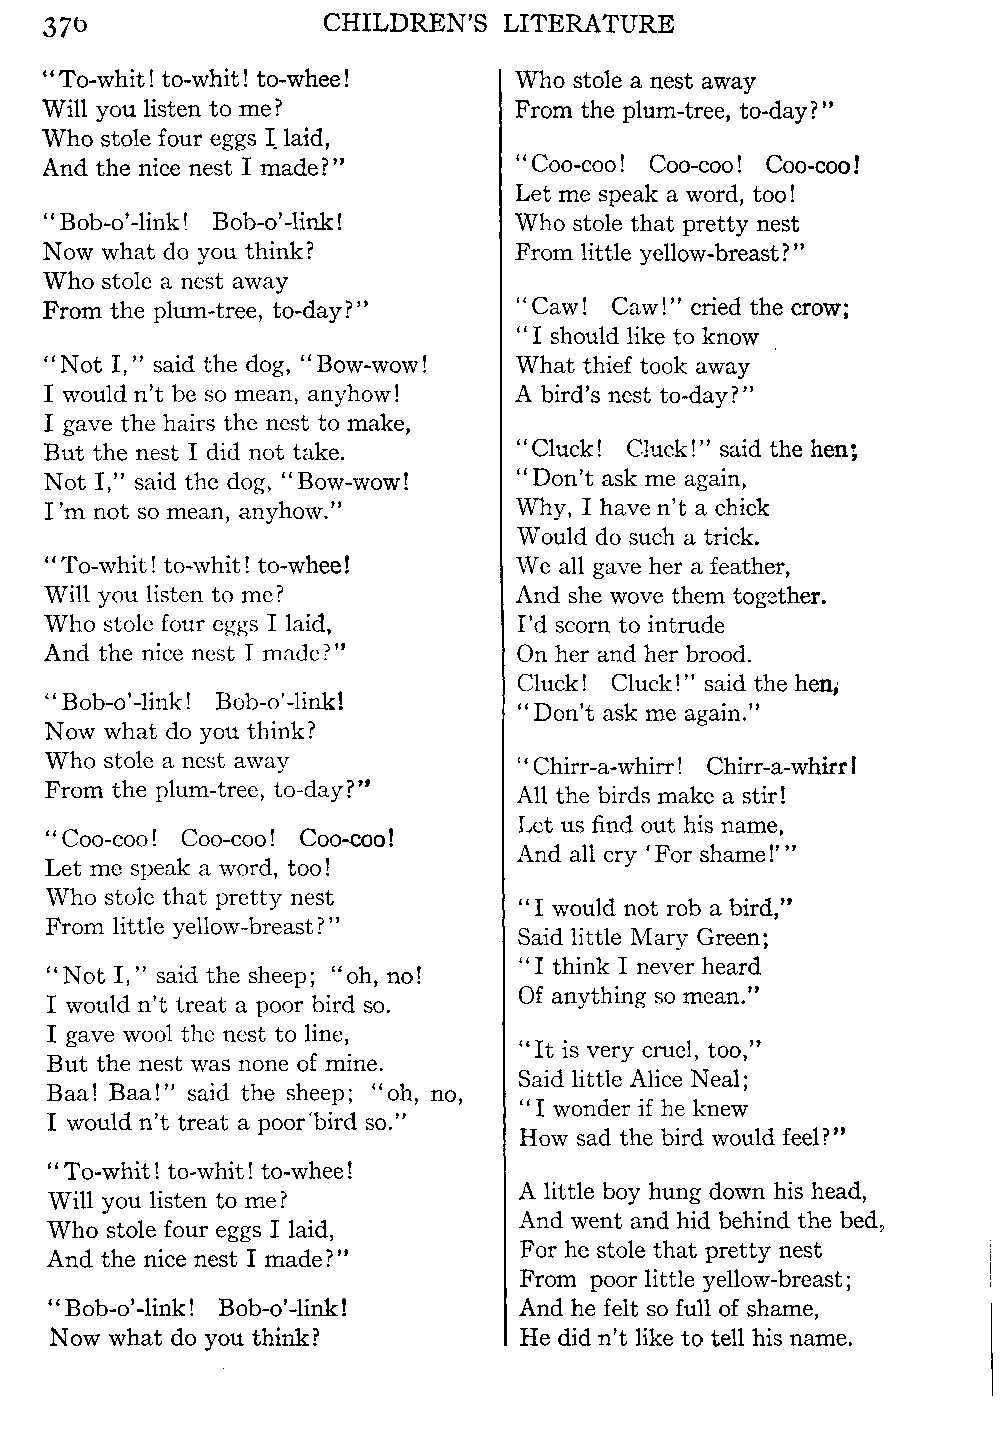 370
CHILDREN'S LITERATURE
"To-whit! to-whit! to-whee!
Will you listen to me?
Who stole four eggs I laid,
And the nice nest I made?"
"Bob-o'-link! Bob-o'-link!
Now what do you think?
Who stole a nest away
From the plum-tree, to-day?"
"Not I," said the dog, "Bow-wow!
I would n't be so mean, anyhow!
I gave the hairs the nest to make,
But the nest I did not take.
Not I," said the dog, "Bow-wow!
I'm not so mean, anyhow."
"To-whit! to-whit! to-whee!
Will you listen to me?
Who stole four eggs I laid,
And the nice nest I made?"
"Bob-o'-link! Bob-o'-link!
Now what do you think?
Who stole a nest away
From the plum-tree, to-day?"
"Coo-coo! Coo-coo! Coo-coo!
Let me speak a word, too!
Who stole that pretty nest
From little yellow-breast?"
"Not I," said the sheep; "oh, no!
I would n't treat a poor bird so.
I gave wool the nest to line,
But the nest was none of mine.
Baa! Baa!" said the sheep; "oh, no,
I would n't treat a poor bird so."
"To-whit! to-whit! to-whee!
Will you listen to me?
Who stole four eggs I laid,
And the nice nest I made?"
"Bob-o'-link! Bob-o'-link!
Now what do you think?
Who stole a nest away
From the plum-tree, to-day?"
"Coo-coo! Coo-coo! Coo-coo!
Let me speak a word, too!
Who stole that pretty nest
From little yellow-breast?"
"Caw! Caw!" cried the crow;
"I should like to know
What thief took away
A bird's nest to-day?"
"Cluck! Cluck!" said the hen;
"Don't ask me again,
Why, I have n't a chick
Would do such a trick.
We all gave her a feather,
And she wove them together.
I'd scorn to intrude
On her and her brood.
Cluck! Cluck!" said the hen,
"Don't ask me again."
"Chirr-a-whirr! Chirr-a-whirr!
All the birds make a stir!
Let us find out his name,
And all cry 'For shame!'"
"I would not rob a bird,"
Said little Mary Green;
"I think I never heard
Of anything so mean."
"It is very cruel, too,"
Said little Alice Neal;
"I wonder if he knew
How sad the bird would feel?"
A little boy hung down his head,
And went and hid behind the bed,
For he stole that pretty nest
From poor little yellow-breast;
And he felt so full of shame,
He did n't like to tell his name.